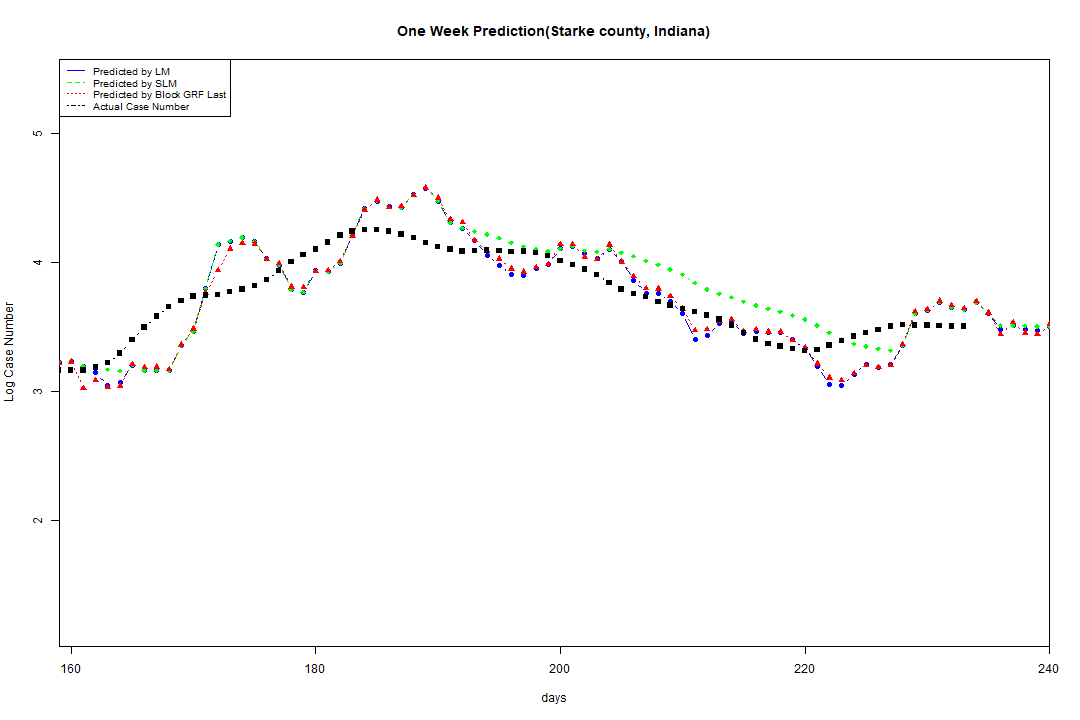 One Week Prediction(Starke county, Indiana)
Predicted by LM
Predicted by SLM
Predicted by Block GRF Last
Actual Case Number
5
4
3
2
Log Case Number
160 180 200 220 240
days